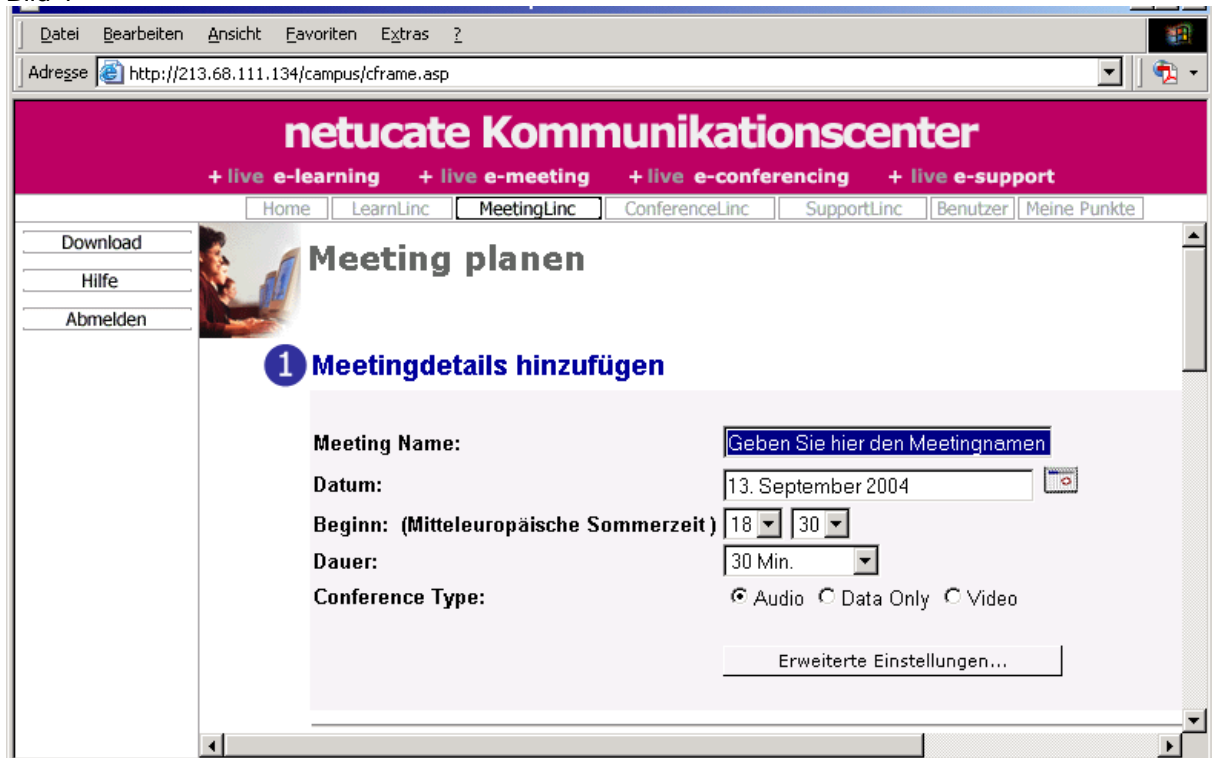 Datei Bearbeiten Ansicht Favoriten Extras ?
Adresse http://213.68.111.134/campus/cframe.asp
netucate Kommunikationscenter
+ live e-learning + live e-meeting + live e-conferencing + live e-support
Home LearnLinc MeetingLinc ConferenceLinc SupportLinc Benutzer Meine Punkte
Download
Hilfe
Abmelden
Meeting planen
1 Meetingdetails hinzufügen
Meeting Name: Geben Sie hier den Meetingnamen
Datum: 13. September 2004
Beginn: (Mitteleuropäische Sommerzeit ) 18 30
Dauer: 30 Min.
Conference Type: Audio Data Only Video
Erweiterte Einstellungen...